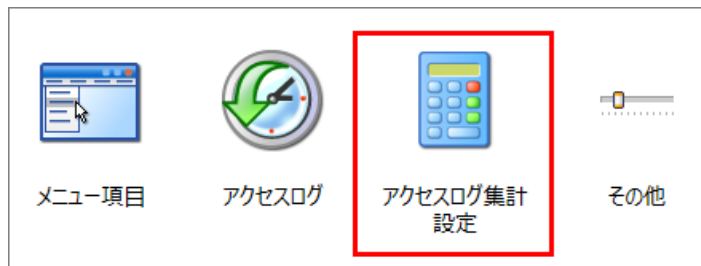 メニュー項目
アクセスログ
アクセスログ集計
設定
その他